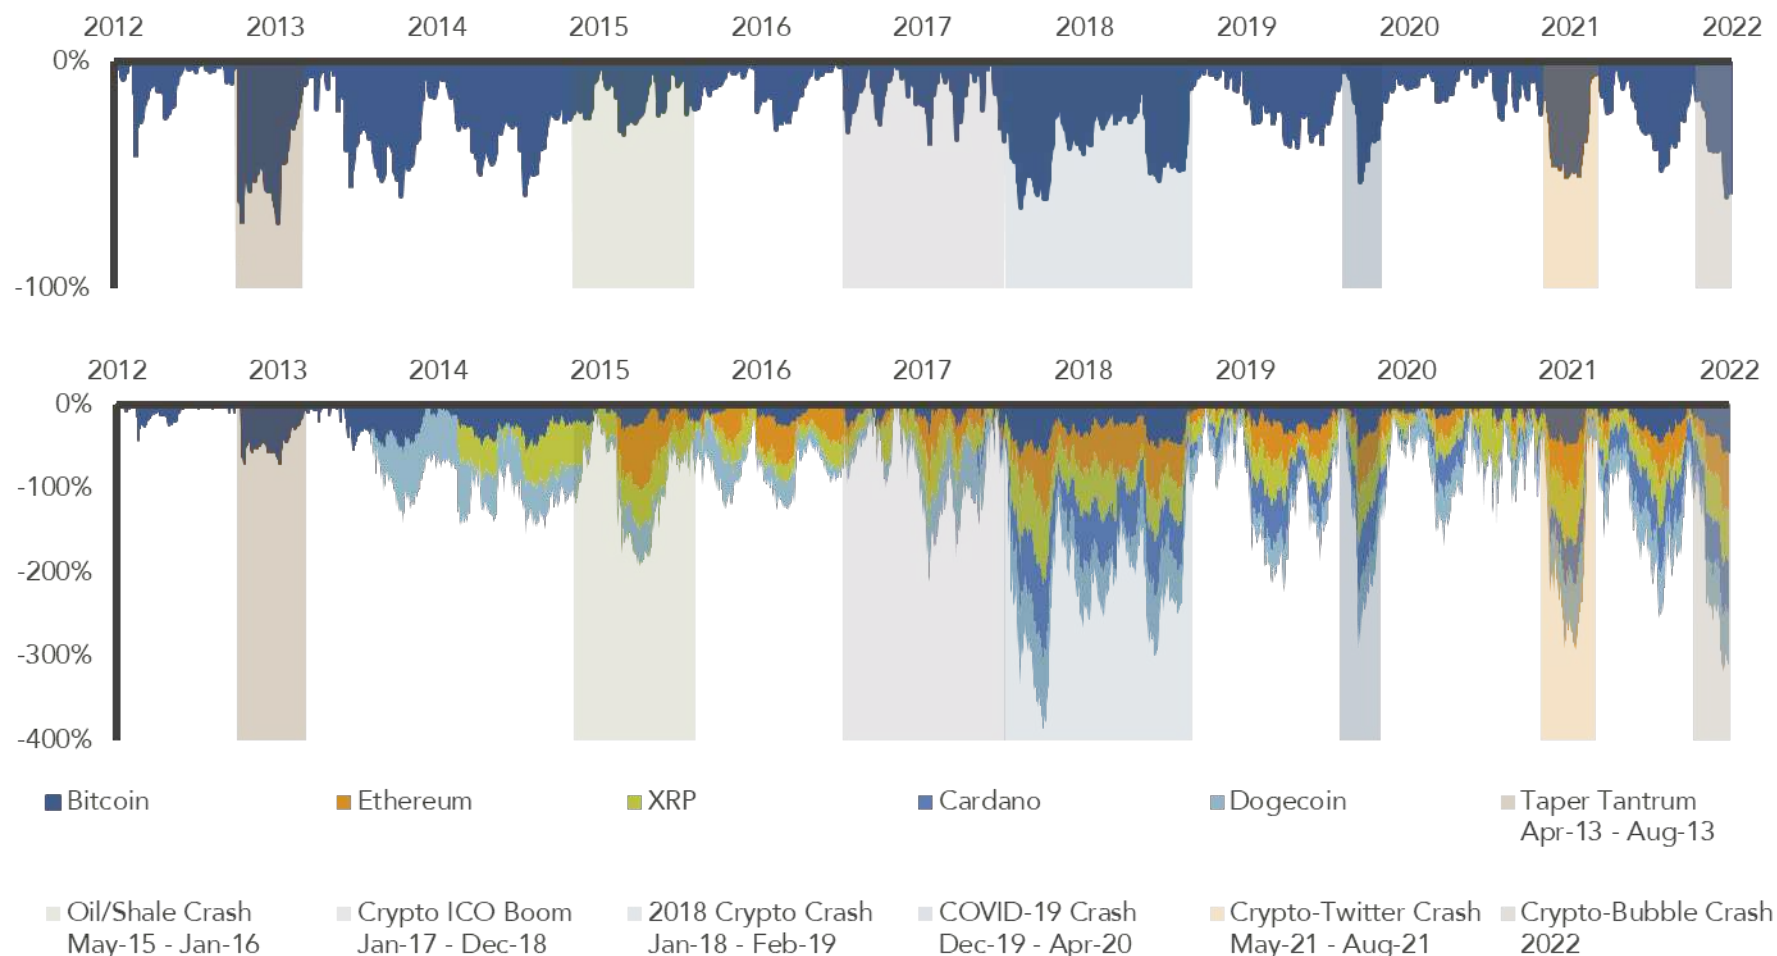 2012 2013 2014 2015 2016 2017 2018 2019 2020 2021 2022
0%
-100%
2012 2013 2014 2015 2016 2017 2018 2019 2020 2021 2022
0%
-100%
-200%
-300%
-400%
Bitcoin Ethereum XRP Cardano Dogecoin Taper Tantrum
Apr-13 - Aug-13
Oil/Shale Crash Crypto ICO Boom 2018 Crypto Crash COVID-19 Crash Crypto-Twitter Crash Crypto-Bubble Crash
May-15 - Jan-16 Jan-17 - Dec-18 Jan-18 - Feb-19 Dec-19 - Apr-20 May-21 - Aug-21 2022